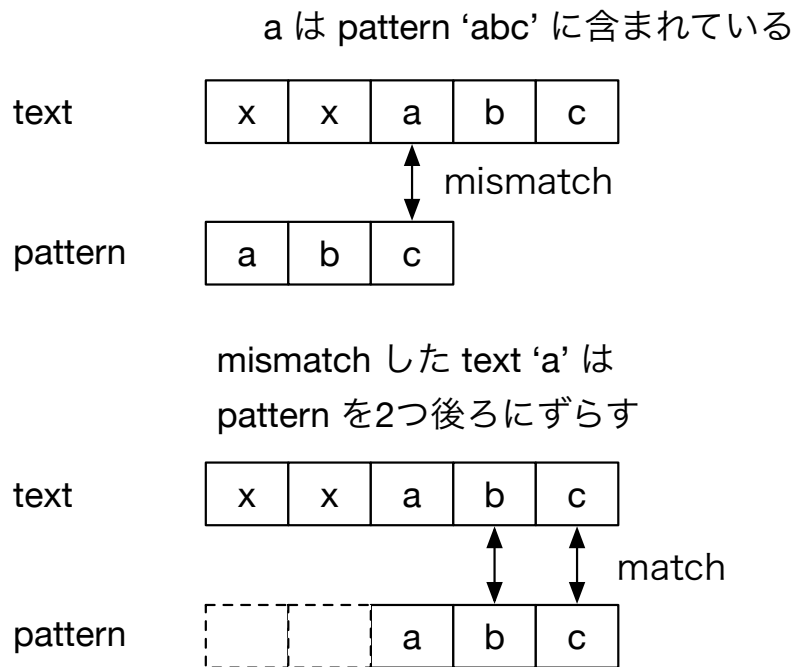 a は pattern ‘abc’ に含まれている
text x x a b c
mismatch
pattern a b c
mismatch した text ‘a’ は
pattern を2つ後ろにずらす
text x x a b c
match
pattern a b c